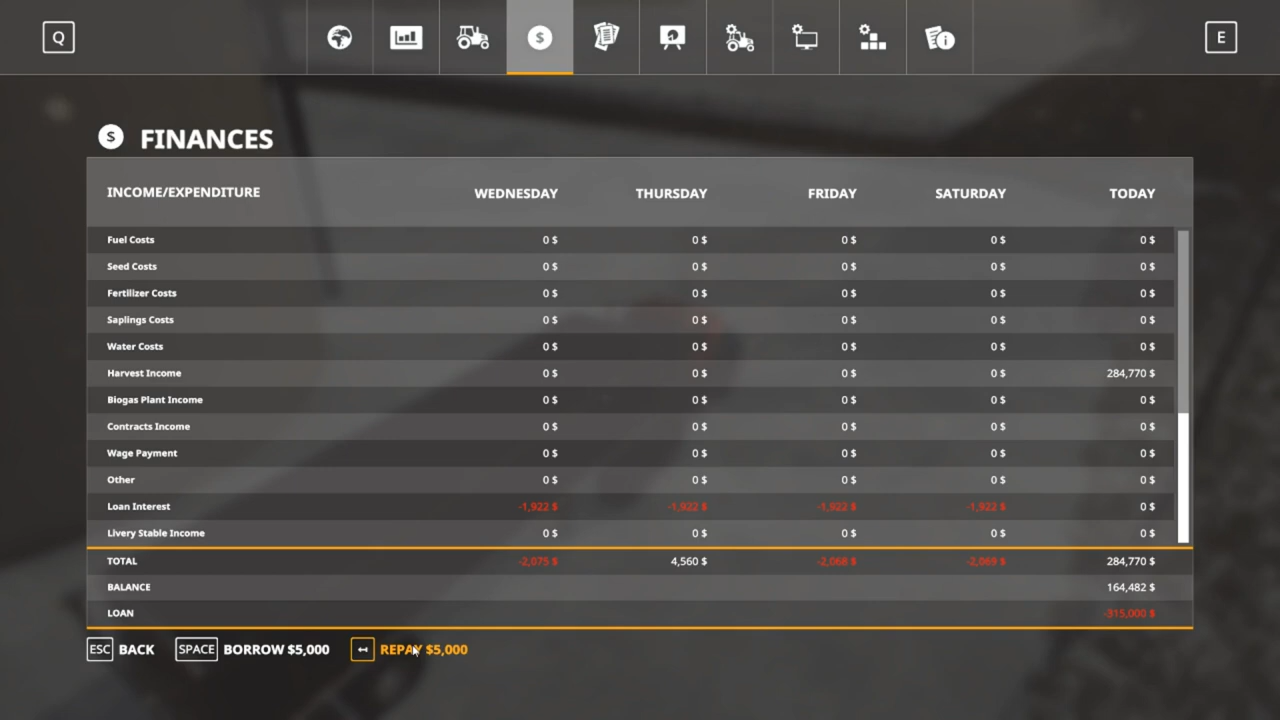 Q
E
FINANCES
INCOME/EXPENDITURE WEDNESDAY THURSDAY FRIDAY SATURDAY TODAY
Fuel Costs 0 $ 0 $ 0 $ 0 $ 0 $
Seed Costs 0 $ 0 $ 0 $ 0 $ 0 $
Fertilizer Costs 0 $ 0 $ 0 $ 0 $ 0 $
Saplings Costs 0 $ 0 $ 0 $ 0 $ 0 $
Water Costs 0 $ 0 $ 0 $ 0 $ 0 $
Harvest Income 0 $ 0 $ 0 $ 0 $ 284,770 $
Biogas Plant Income 0 $ 0 $ 0 $ 0 $ 0 $
Contracts Income 0 $ 0 $ 0 $ 0 $ 0 $
Wage Payment 0 $ 0 $ 0 $ 0 $ 0 $
Other 0 $ 0 $ 0 $ 0 $ 0 $
Loan Interest -1,922 $ -1,922 $ -1,922 $ -1,922 $ 0 $
Livery Stable Income 0 $ 0 $ 0 $ 0 $ 0 $
TOTAL -2,075 $ 4,560 $ -2,068 $ -2,069 $ 284,770 $
BALANCE 164,482 $
LOAN -315,000 $
ESC BACK SPACE BORROW $5,000 REPAY $5,000